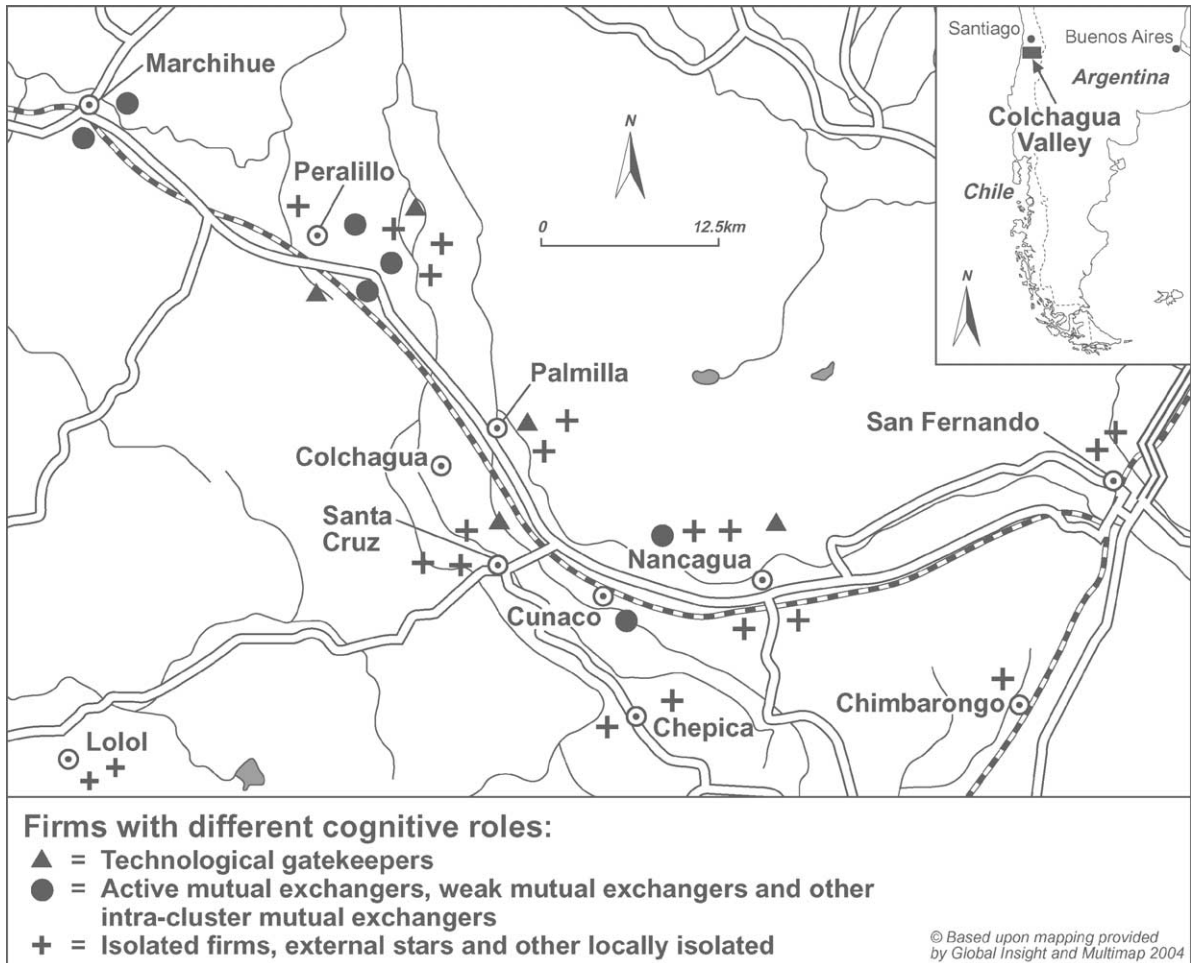 Marchihue
Peralillo
N
0 12.5km
Santiago
Buenos Aires
Argentina
Colchagua
Valley
Chile
N
Palmilla
Colchagua
San Fernando
Santa
Cruz
Nancagua
Cunaco
Chimbarongo
Chepica
Lolol
Firms with different cognitive roles:
= Technological gatekeepers
= Active mutual exchangers, weak mutual exchangers and other
intra-cluster mutual exchangers
= Isolated firms, external stars and other locally isolated
© Based upon mapping provided
by Global Insight and Multimap 2004